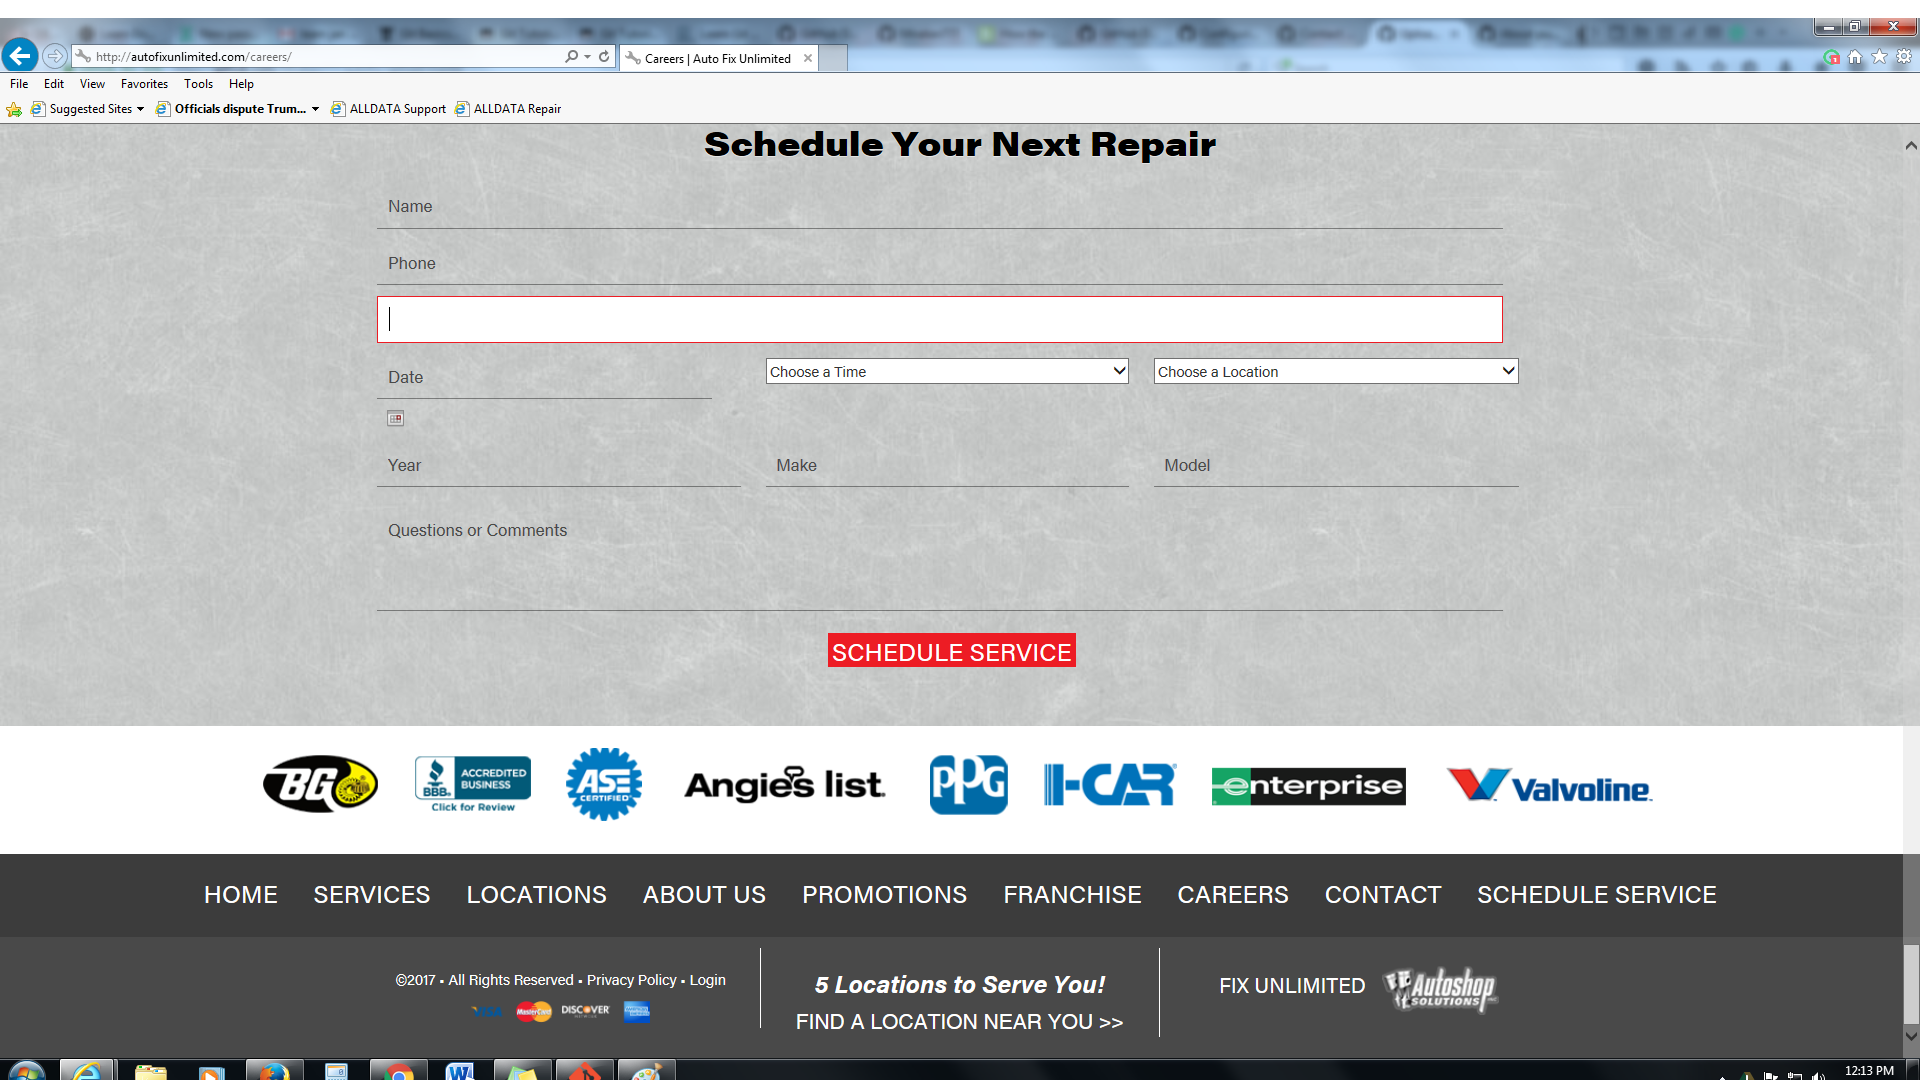 http://autofixunlimited.com/careers/
Careers | Auto Fix Unlimited
File Edit View Favorites Tools Help
Suggested Sites Officials dispute Trum... ALLDATA Support ALLDATA Repair
Schedule Your Next Repair
Name
Phone
Date Choose a Time Choose a Location
Year Make Model
Questions or Comments
SCHEDULE SERVICE
BG BBB. ACCREDITED BUSINESS Click for Review ASE CERTIFIED Angie's list. PPG I-CAR enterprise Valvoline
HOME SERVICES LOCATIONS ABOUT US PROMOTIONS FRANCHISE CAREERS CONTACT SCHEDULE SERVICE
©2017 • All Rights Reserved • Privacy Policy • Login
VISA MasterCard DISCOVER
5 Locations to Serve You!
FIND A LOCATION NEAR YOU >>
FIX UNLIMITED Autoshop SOLUTIONS
12:13 PM